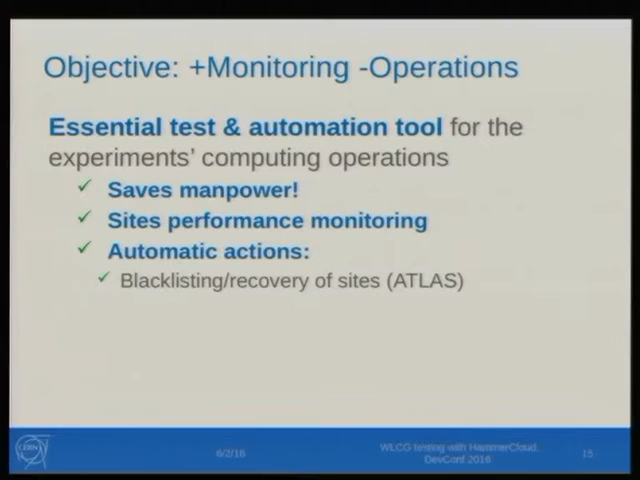 Objective: +Monitoring -Operations
Essential test & automation tool for the
experiments' computing operations
Saves manpower!
Sites performance monitoring
Automatic actions:
Blacklisting/recovery of sites (ATLAS)
CERN
6/2/16
WLCG testing with HammerCloud,
DevConf 2016
15